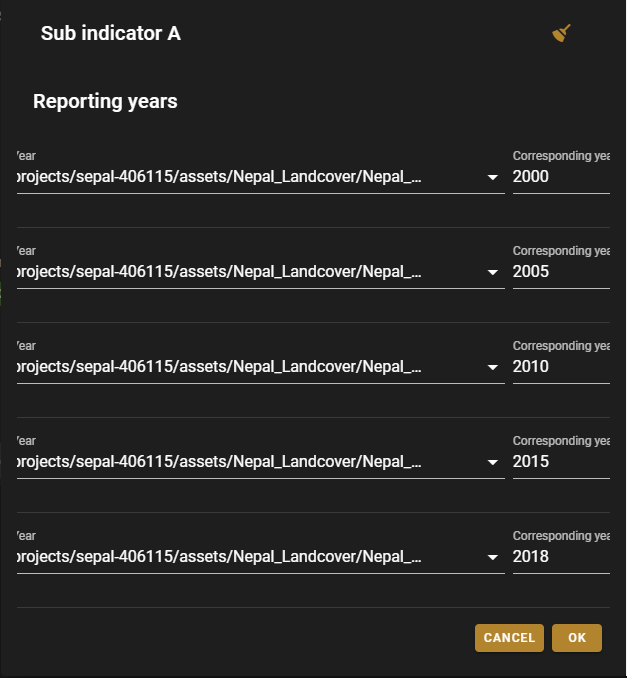 Sub indicator A
Reporting years
Year
projects/sepal-406115/assets/Nepal_Landcover/Nepal_...
Corresponding yea
2000
Year
projects/sepal-406115/assets/Nepal_Landcover/Nepal_...
Corresponding yea
2005
Year
projects/sepal-406115/assets/Nepal_Landcover/Nepal_...
Corresponding yea
2010
Year
projects/sepal-406115/assets/Nepal_Landcover/Nepal_...
Corresponding yea
2015
Year
projects/sepal-406115/assets/Nepal_Landcover/Nepal_...
Corresponding yea
2018
CANCEL
OK